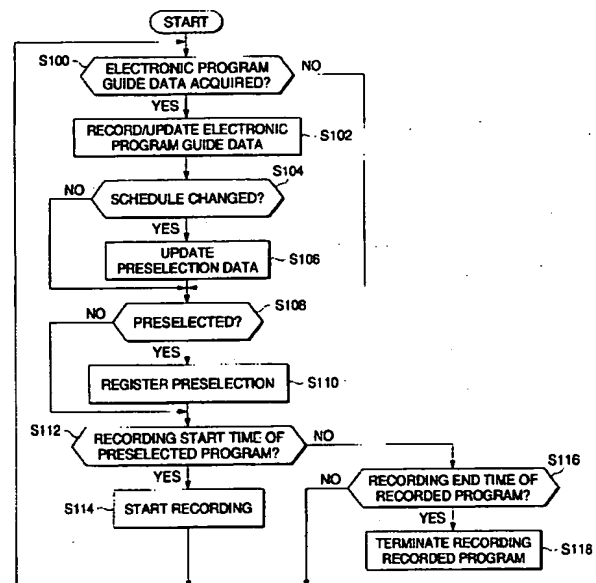 START
S100
ELECTRONIC PROGRAM
GUIDE DATA ACQUIRED?
NO
YES
RECORD/UPDATE ELECTRONIC
PROGRAM GUIDE DATA
S102
S104
NO
SCHEDULE CHANGED?
YES
UPDATE
PRESELECTION DATA
S106
S108
NO
PRESELECTED?
YES
REGISTER PRESELECTION
S110
S112
RECORDING START TIME OF
PRESELECTED PROGRAM?
NO
YES
S114
START RECORDING
S116
NO
RECORDING END TIME OF
RECORDED PROGRAM?
YES
TERMINATE RECORDING
RECORDED PROGRAM
S118